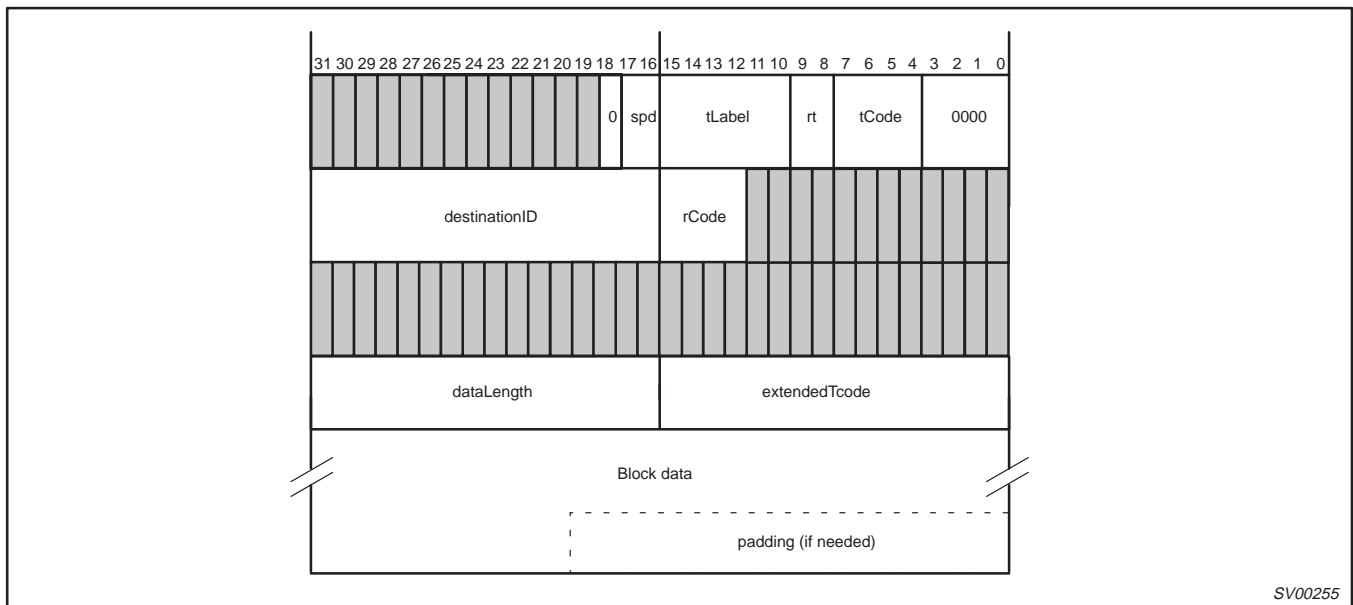 31 30 29 28 27 26 25 24 23 22 21 20 19 18 17 16 15 14 13 12 11 10 9 8 7 6 5 4 3 2 1 0
0 spd tLabel rt tCode 0000
destinationID rCode
dataLength extendedTcode
Block data
padding (if needed)
SV00255